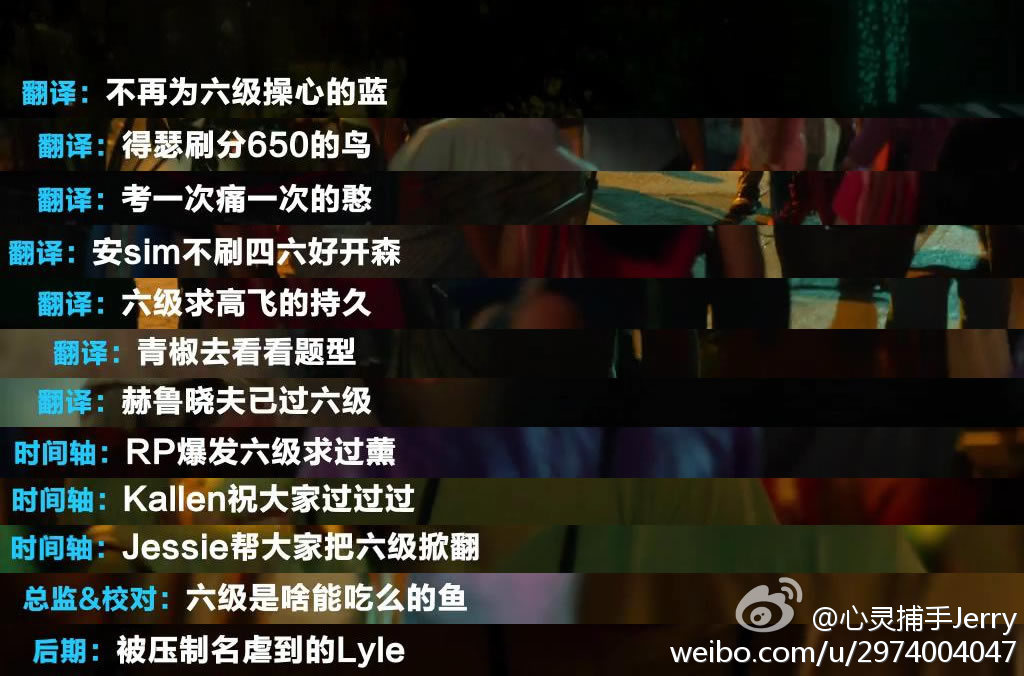 翻译：不再为六级操心的蓝
翻译：得瑟刷分650的鸟
翻译：考一次痛一次的憨
翻译：安sim不刷四六好开森
翻译：六级求高飞的持久
翻译：青椒去看看题型
翻译：赫鲁晓夫已过六级
时间轴：RP爆发六级求过薰
时间轴：Kallen祝大家过过过
时间轴：Jessie帮大家把六级掀翻
总监&校对：六级是啥能吃么的鱼
后期：被压制名虐到的Lyle
@心灵捕手Jerry
weibo.com/u/2974004047